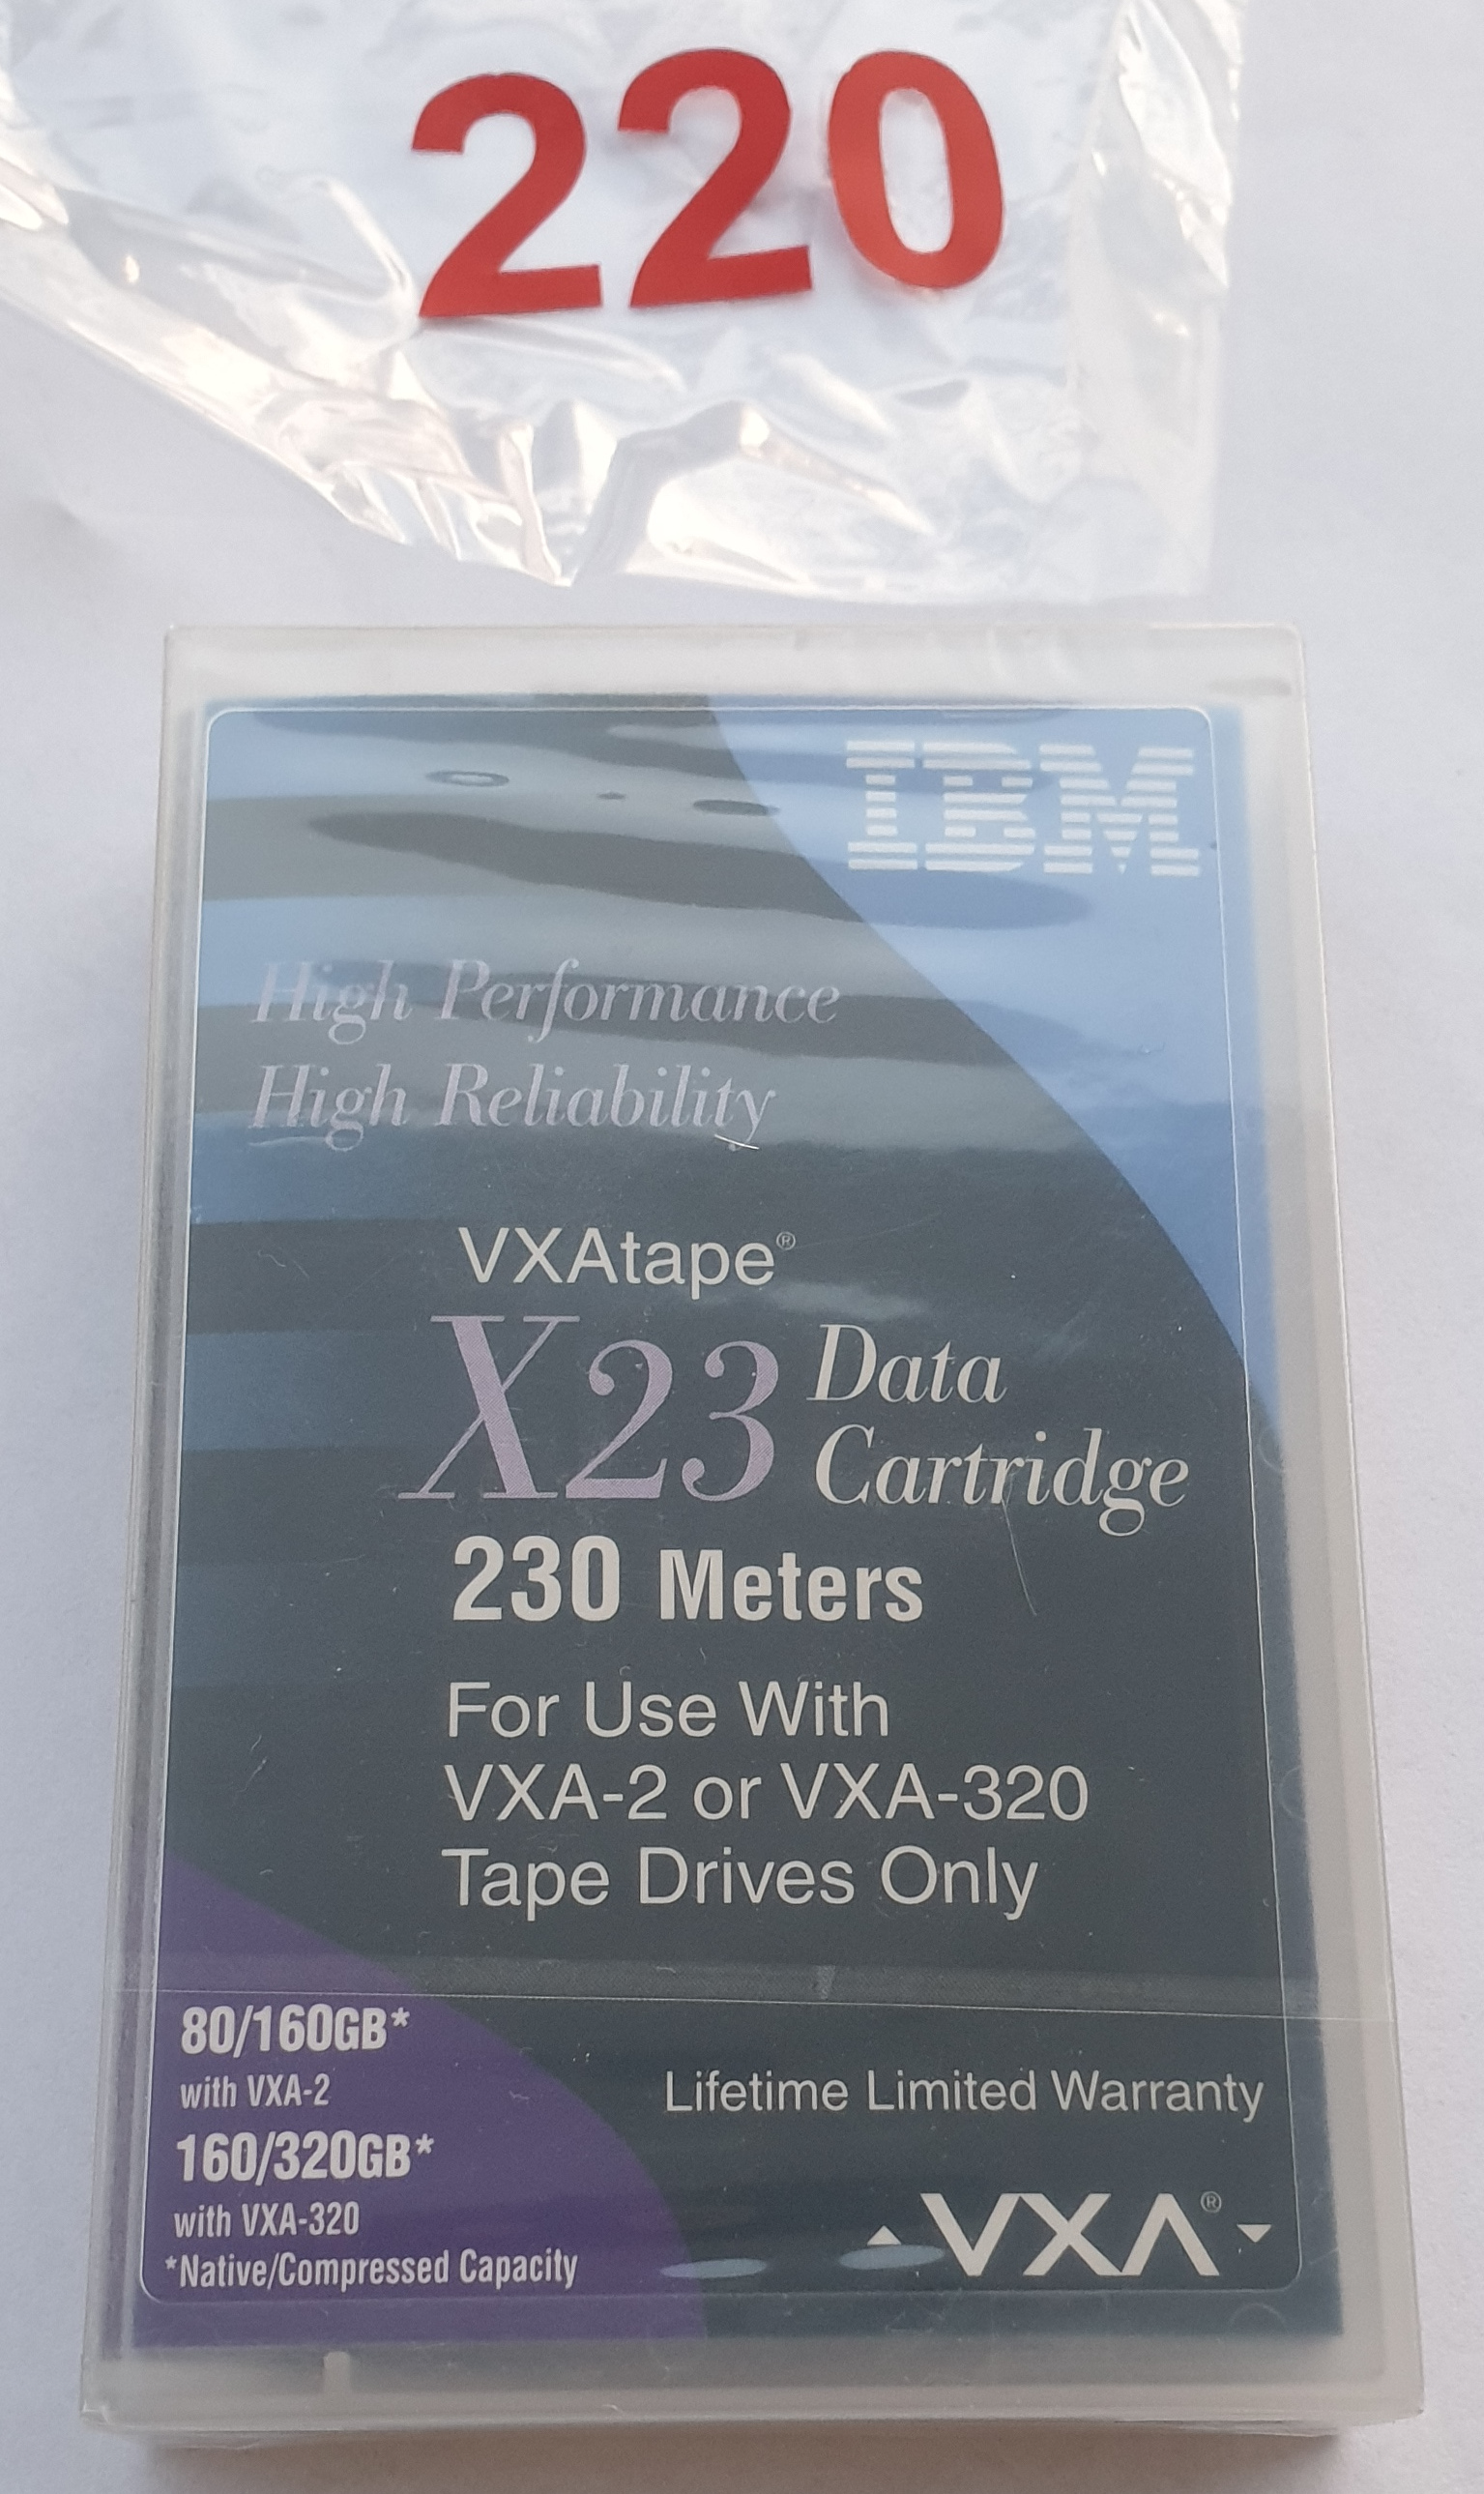 220
IBM
High Performance
High Reliability
VXAtape®
X23 Data
Cartridge
230 Meters
For Use With
VXA-2 or VXA-320
Tape Drives Only
80/160GB*
with VXA-2
160/320GB*
with VXA-320
*Native/Compressed Capacity
Lifetime Limited Warranty
VXA®